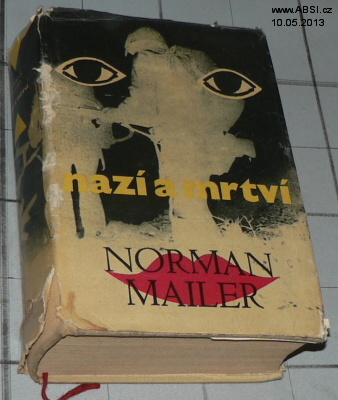 www.ABSI.cz
10.05.2013
nazí a mrtví
NORMAN
MAILER